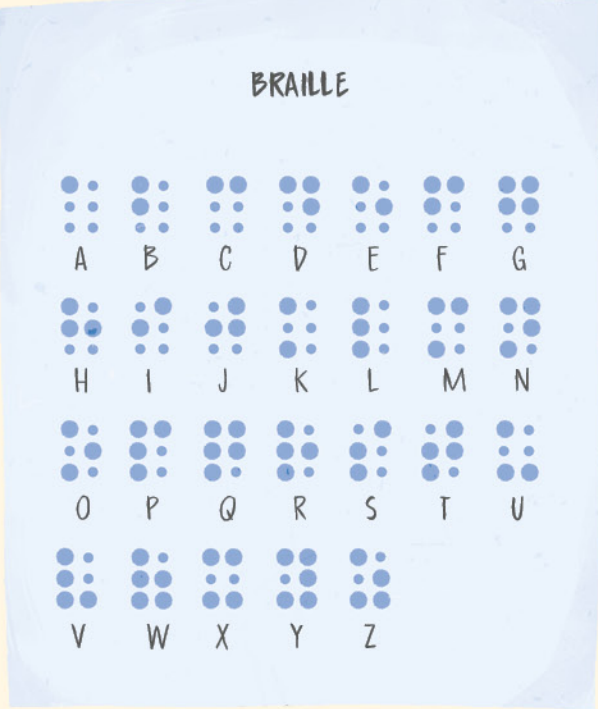 BRAILLE
A B C D E F G
H I J K L M N
O P Q R S T U
V W X Y Z